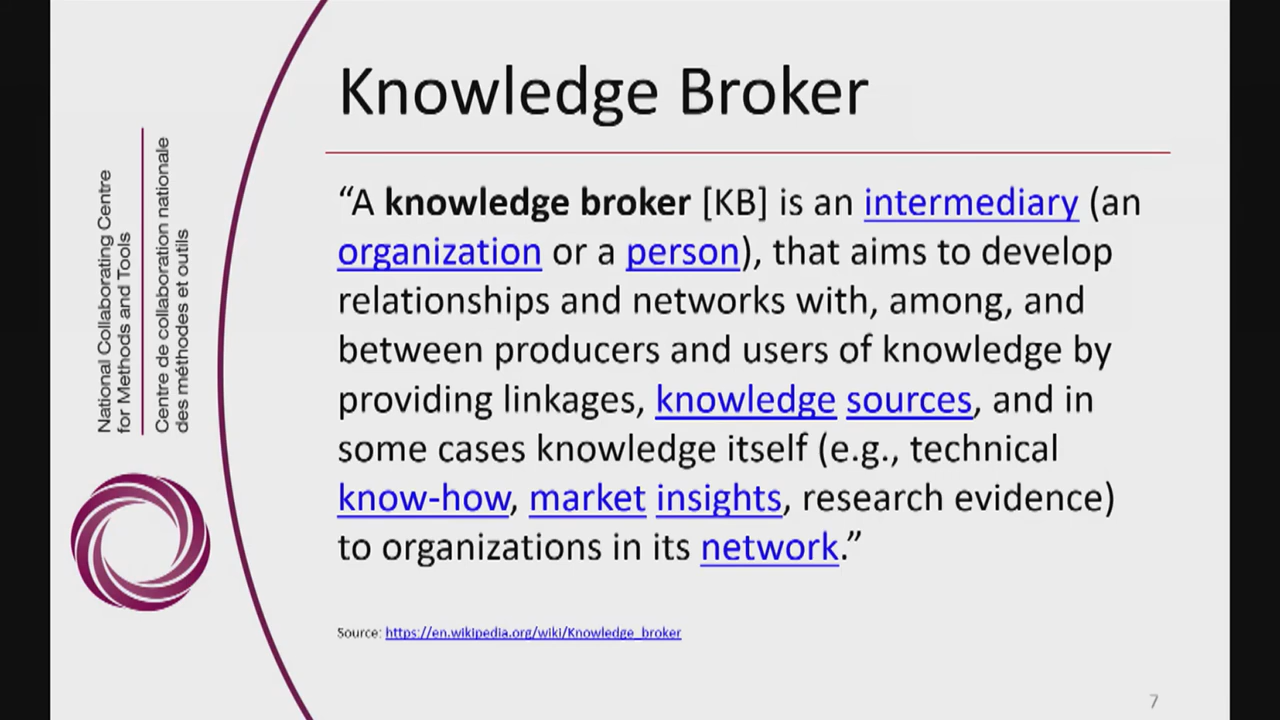 Knowledge Broker
“A knowledge broker [KB] is an intermediary (an
organization or a person), that aims to develop
relationships and networks with, among, and
between producers and users of knowledge by
providing linkages, knowledge sources, and in
some cases knowledge itself (e.g., technical
know-how, market insights, research evidence)
to organizations in its network.”
Source: https://en.wikipedia.org/wiki/Knowledge_broker
National Collaborating Centre
for Methods and Tools
Centre de collaboration nationale
des méthodes et outils
7